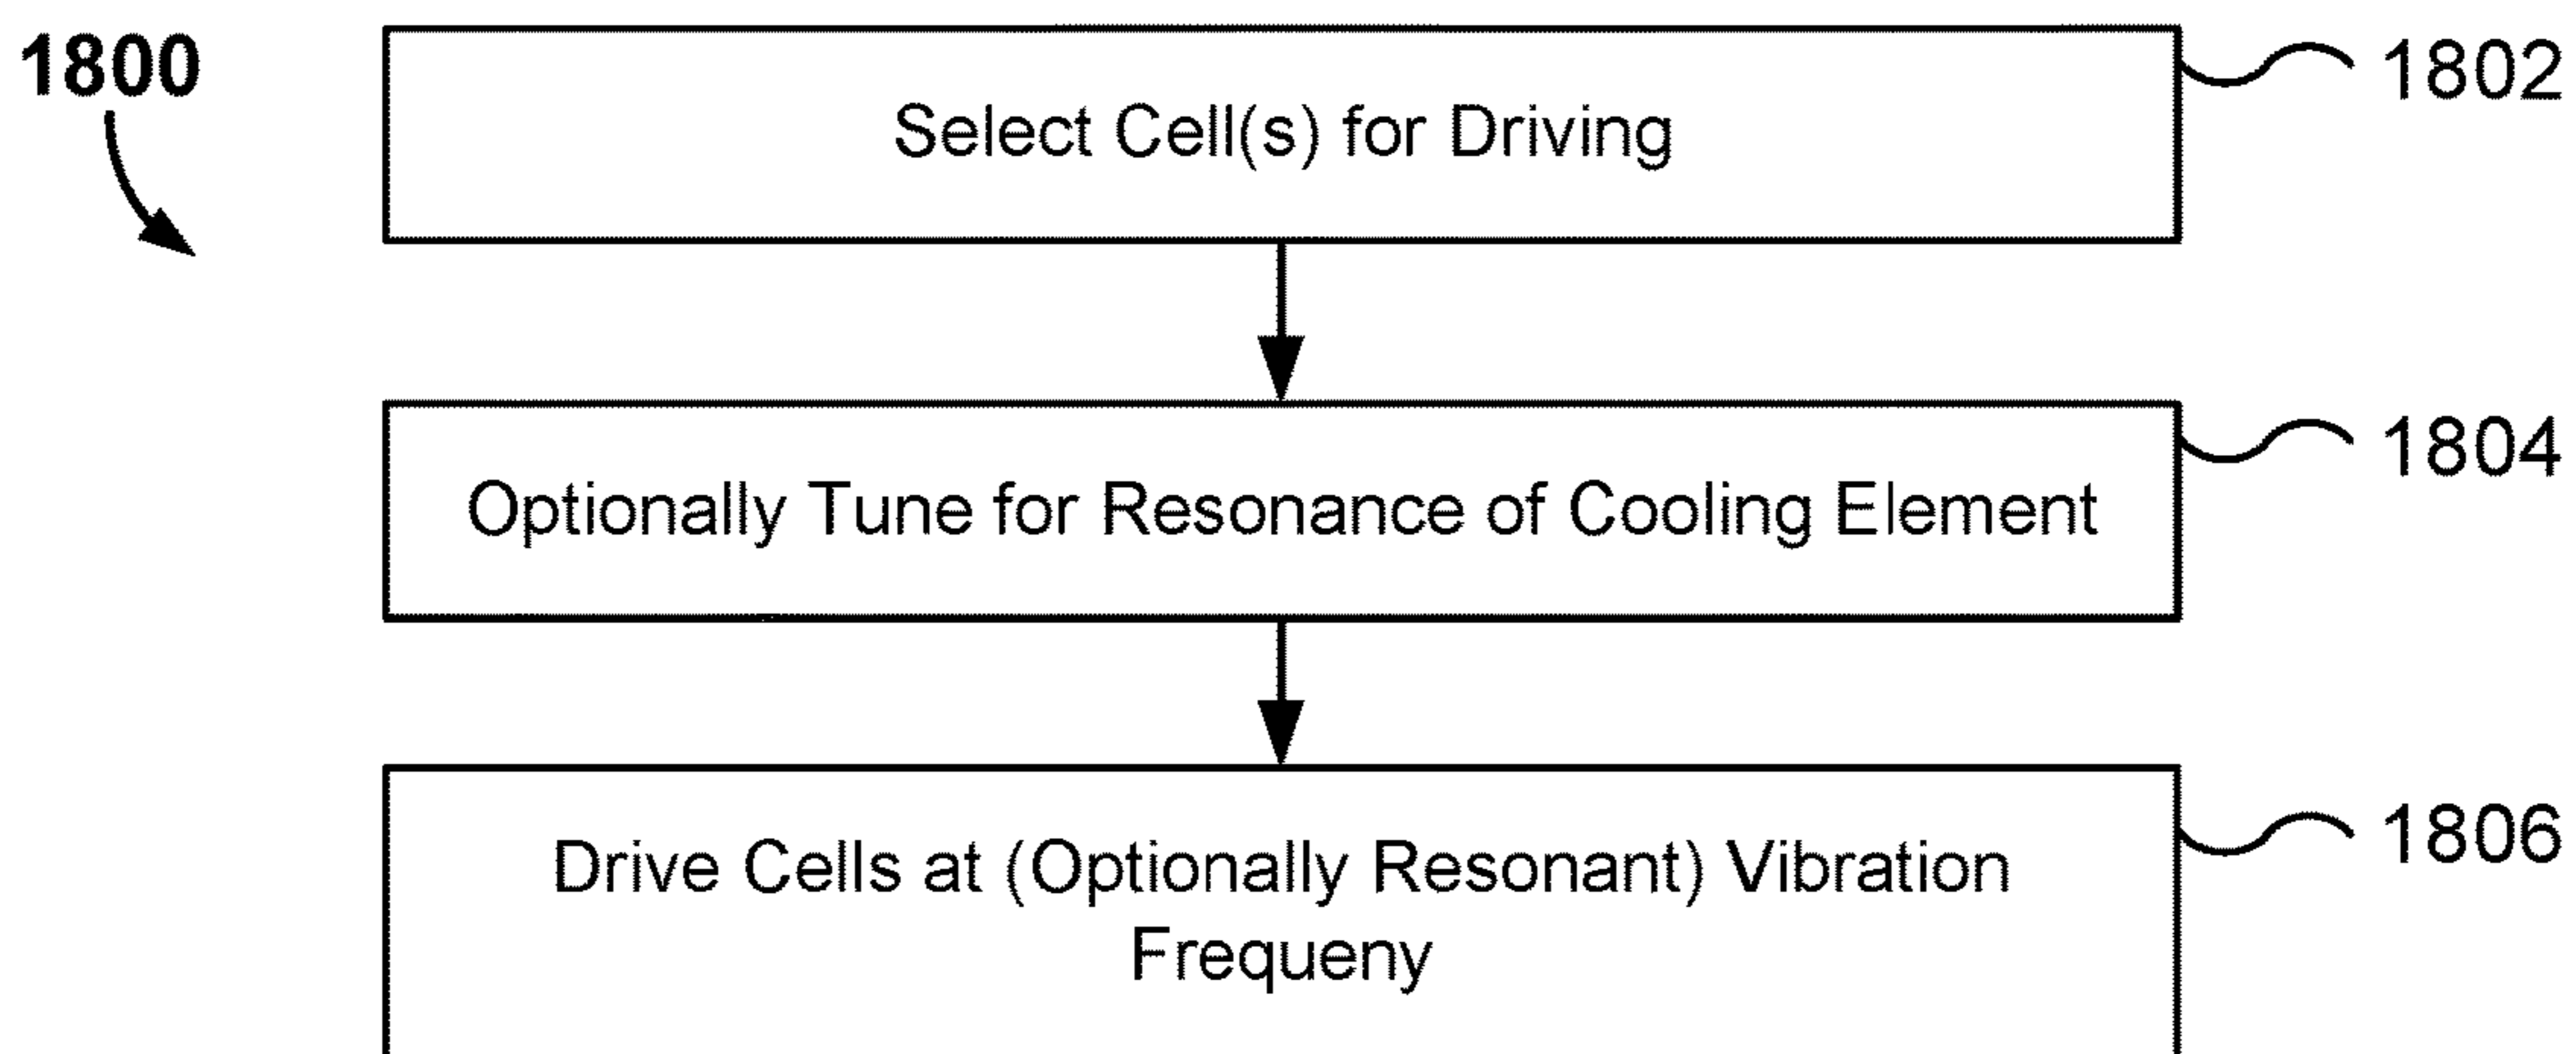 1800
Select Cell(s) for Driving
1802
Optionally Tune for Resonance of Cooling Element
1804
Drive Cells at (Optionally Resonant) Vibration
Frequeny
1806